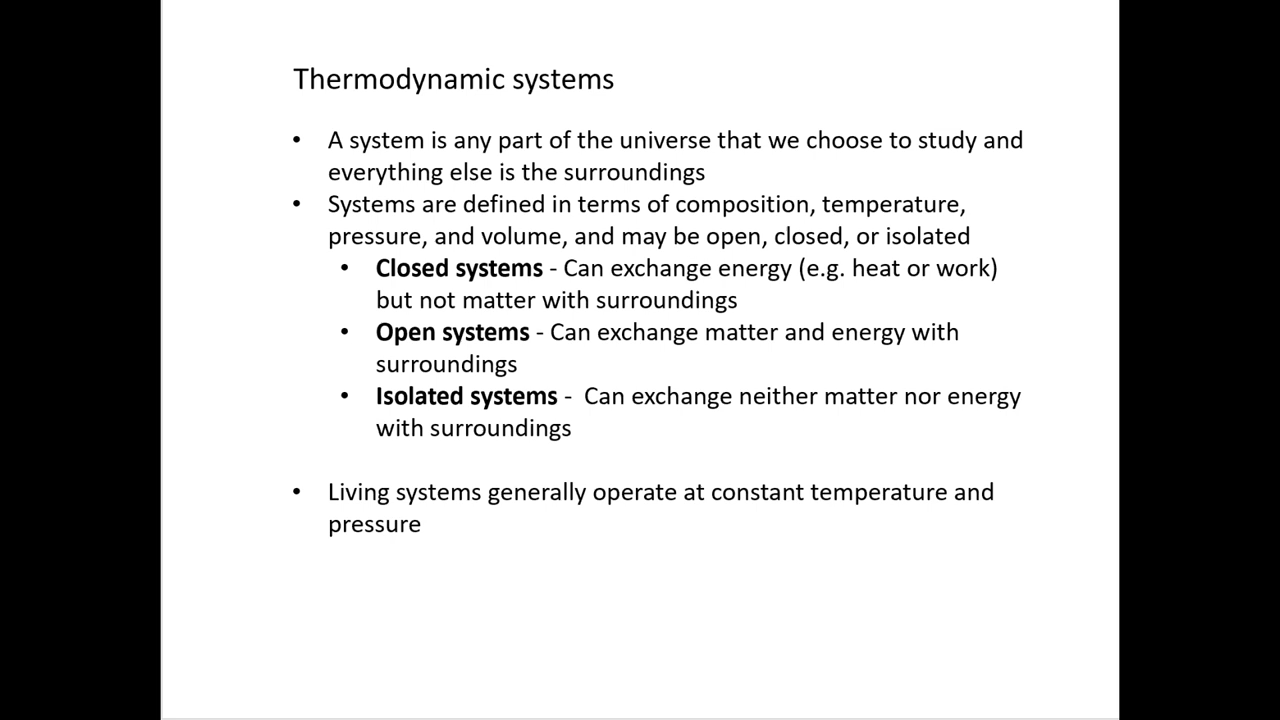 Thermodynamic systems
• A system is any part of the universe that we choose to study and
everything else is the surroundings
• Systems are defined in terms of composition, temperature,
pressure, and volume, and may be open, closed, or isolated
• Closed systems - Can exchange energy (e.g. heat or work)
but not matter with surroundings
• Open systems - Can exchange matter and energy with
surroundings
• Isolated systems -  Can exchange neither matter nor energy
with surroundings
• Living systems generally operate at constant temperature and
pressure